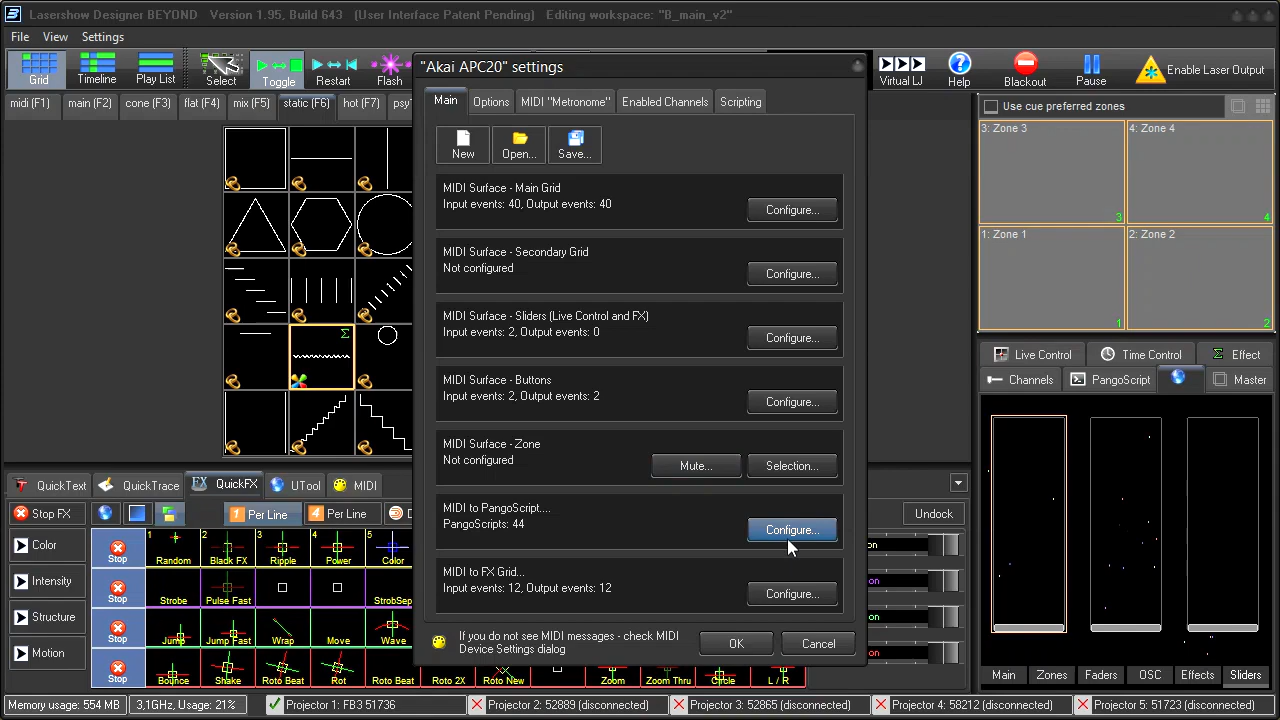 Lasershow Designer BEYOND Version 1.95, Build 643 (User Interface Patent Pending) Editing workspace: "B_main_v2"
File View Settings
Grid Timeline Play List Select Toggle Restart Flash Virtual LJ Help Blackout Pause Enable Laser Output
midi (F1) main (F2) cone (F3) flat (F4) mix (F5) static (F6) hot (F7)
"Akai APC20" settings
Main Options MIDI "Metronome" Enabled Channels Scripting
New Open... Save...
MIDI Surface - Main Grid
Input events: 40, Output events: 40
Configure...
MIDI Surface - Secondary Grid
Not configured
Configure...
MIDI Surface - Sliders (Live Control and FX)
Input events: 2, Output events: 0
Configure...
MIDI Surface - Buttons
Input events: 2, Output events: 2
Configure...
MIDI Surface - Zone
Not configured
Mute... Selection...
MIDI to PangoScript....
PangoScripts: 44
Configure...
MIDI to FX Grid...
Input events: 12, Output events: 12
Configure...
If you do not see MIDI messages - check MIDI
Device Settings dialog
OK Cancel
Use cue preferred zones
3: Zone 3 4: Zone 4
3 4
1: Zone 1 2: Zone 2
1 2
Live Control Time Control Σ Effect
Channels PangoScript Master
Main Zones Faders OSC Effects Sliders
QuickText QuickTrace FX QuickFX UTool MIDI
Stop FX 1 Per Line 4 Per Line Undock
Color Stop 1 Random 2 Black FX 3 Ripple 4 Power 5 Color
Intensity Stop Strobe Pulse Fast StrobSep
Structure Stop Jump Jump Fast Wrap Move Wave
Motion Stop Bounce Shake Roto Beat Rot Roto Beat Roto 2X Roto New Zoom Zoom Thru Circle L / R
Memory usage: 554 MB 3,1GHz, Usage: 21% Projector 1: FB3 51736 Projector 2: 52889 (disconnected) Projector 3: 52865 (disconnected) Projector 4: 58212 (disconnected) Projector 5: 51723 (disconnected)